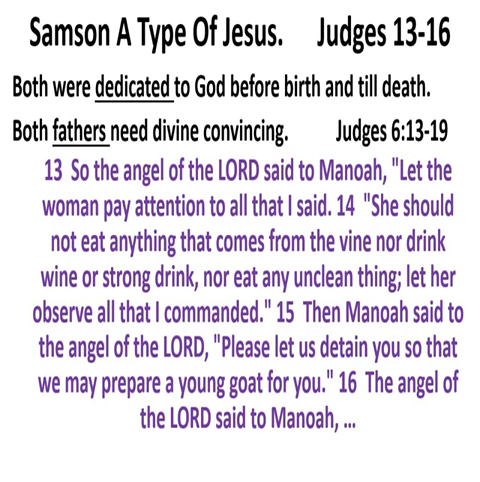 Samson A Type Of Jesus. Judges 13-16
Both were dedicated to God before birth and till death.
Both fathers need divine convincing. Judges 6:13-19
13 So the angel of the LORD said to Manoah, "Let the
woman pay attention to all that I said. 14 "She should
not eat anything that comes from the vine nor drink
wine or strong drink, nor eat any unclean thing; let her
observe all that I commanded." 15 Then Manoah said to
the angel of the LORD, "Please let us detain you so that
we may prepare a young goat for you." 16 The angel of
the LORD said to Manoah, ...